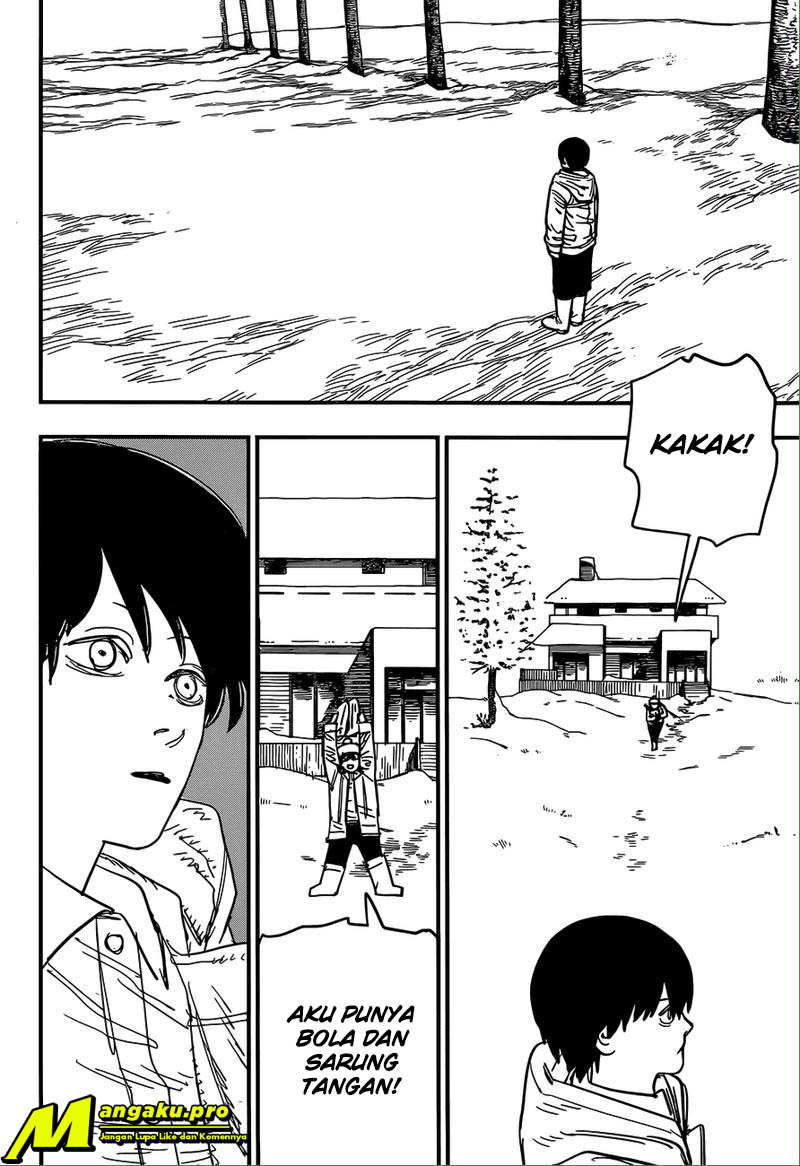 KAKAK!
AKU PUNYA
BOLA DAN
SARUNG
TANGAN!
Mangaku.pro
Jangan Lupa Like dan Komennya